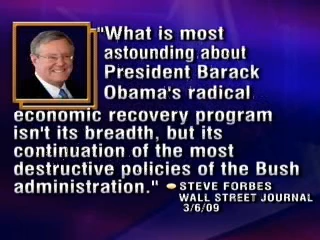 "What is most
astounding about
President Barack
Obama's radical
economic recovery program
isn't its breadth, but its
continuation of the most
destructive policies of the Bush
administration."
STEVE FORBES
WALL STREET JOURNAL
3/6/09